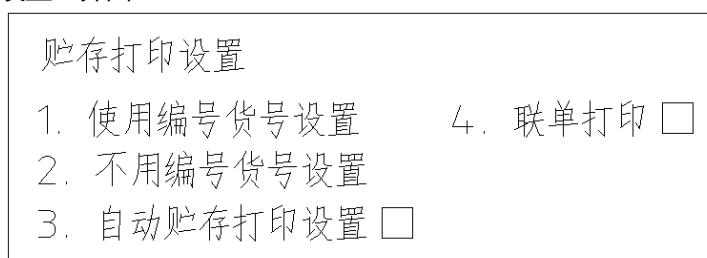 贮存打印设置
1. 使用编号货号设置 4. 联单打印 □
2. 不用编号货号设置
3. 自动贮存打印设置 □